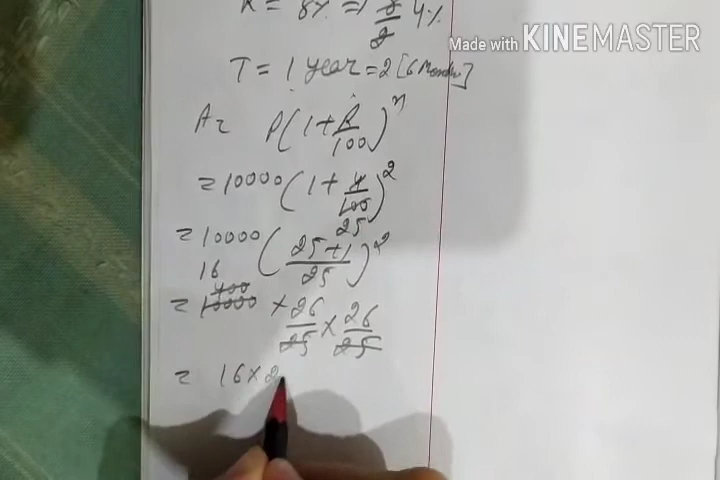 R = 8% = 8/2 4%
Made with KINEMASTER
T = 1 year = 2 [6 Months]
A = P(1+R/100)^n
= 10000 (1 + 4/100)^2
25
= 10000 (25+1/25)^2
16
400
= 10000 × 26/25 × 26/25
= 16×2